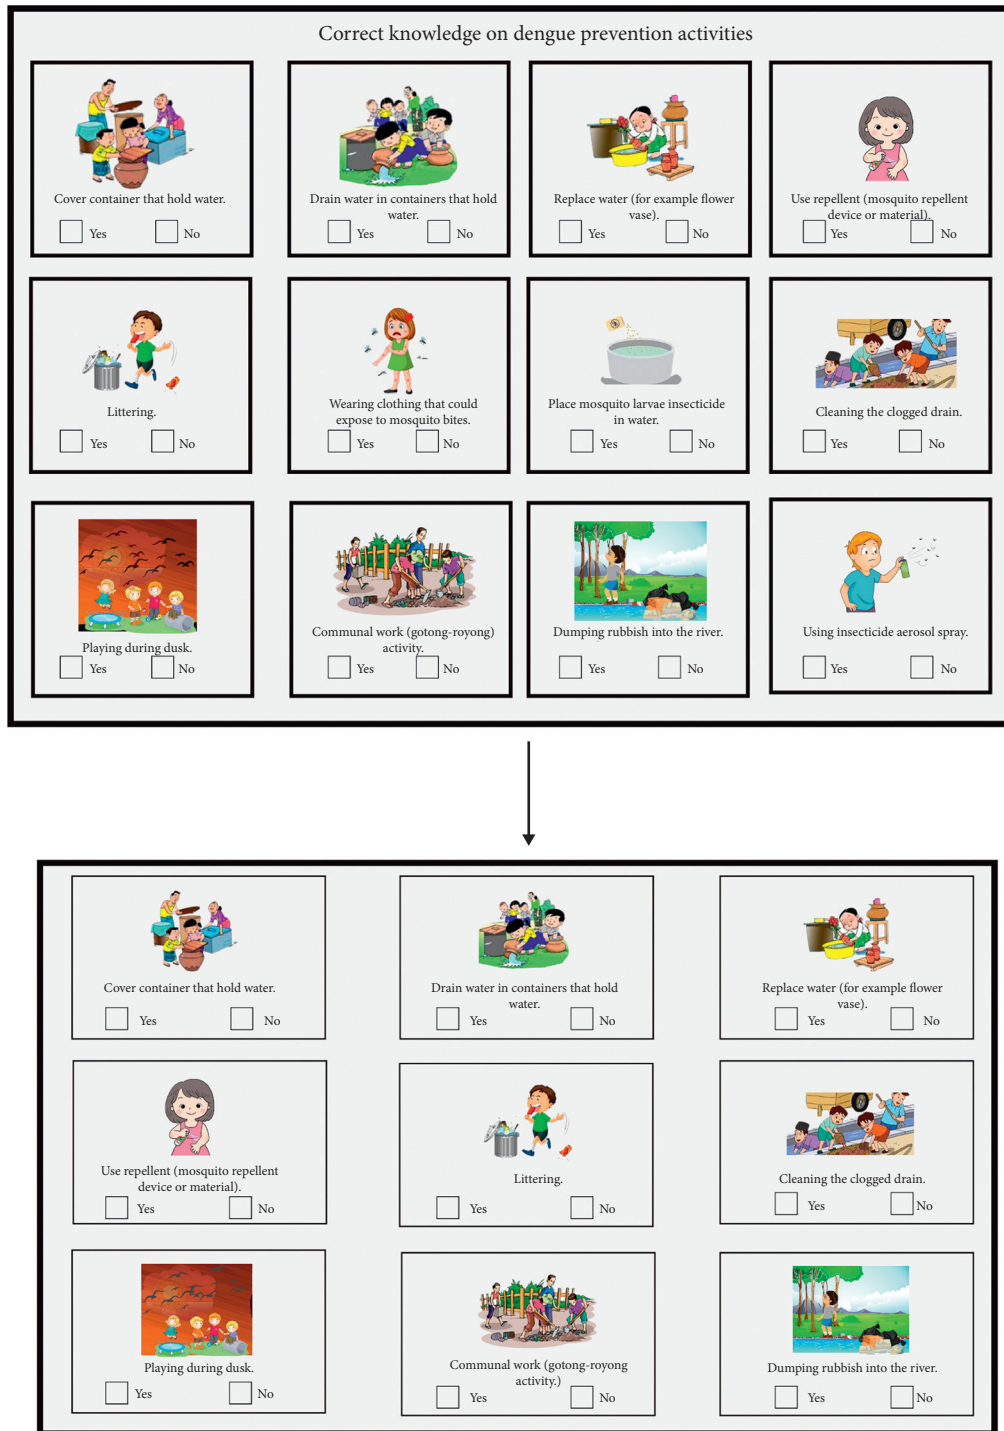 Correct knowledge on dengue prevention activities
Cover container that hold water.
Yes No
Drain water in containers that hold
water.
Yes No
Replace water (for example flower
vase).
Yes No
Use repellent (mosquito repellent
device or material).
Yes No
Littering.
Yes No
Wearing clothing that could
expose to mosquito bites.
Yes No
Place mosquito larvae insecticide
in water.
Yes No
Cleaning the clogged drain.
Yes No
Playing during dusk.
Yes No
Communal work (gotong-royong)
activity.
Yes No
Dumping rubbish into the river.
Yes No
Using insecticide aerosol spray.
Yes No
Cover container that hold water.
Yes No
Drain water in containers that hold
water.
Yes No
Replace water (for example flower
vase).
Yes No
Use repellent (mosquito repellent
device or material).
Yes No
Littering.
Yes No
Cleaning the clogged drain.
Yes No
Playing during dusk.
Yes No
Communal work (gotong-royong
activity.)
Yes No
Dumping rubbish into the river.
Yes No